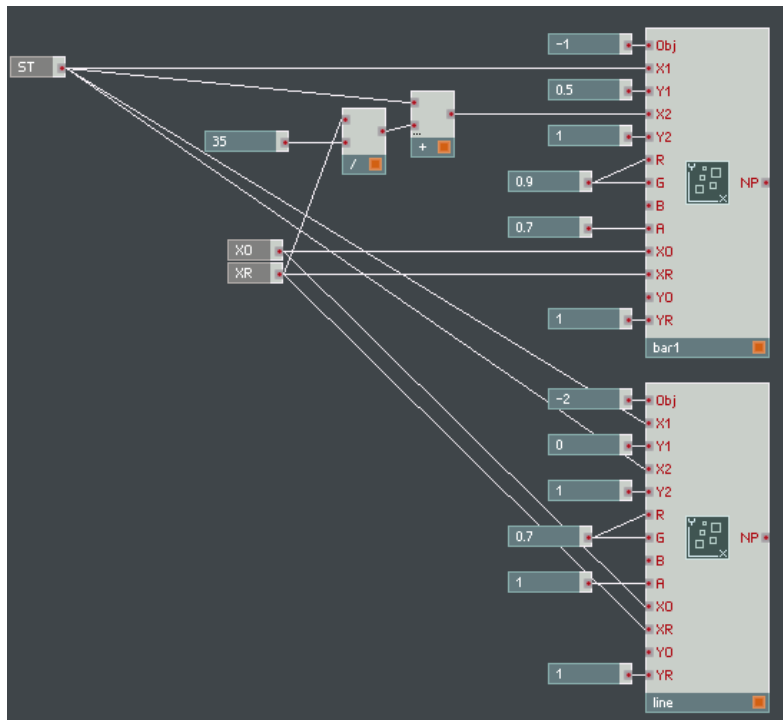 ST
35
/
...
+
X0
XR
-1
0.5
1
0.9
0.7
1
Obj
X1
Y1
X2
Y2
R
G
B
A
X0
XR
Y0
YR
Y
X
NP
bar1
-2
0
1
0.7
1
1
Obj
X1
Y1
X2
Y2
R
G
B
A
X0
XR
Y0
YR
Y
X
NP
line